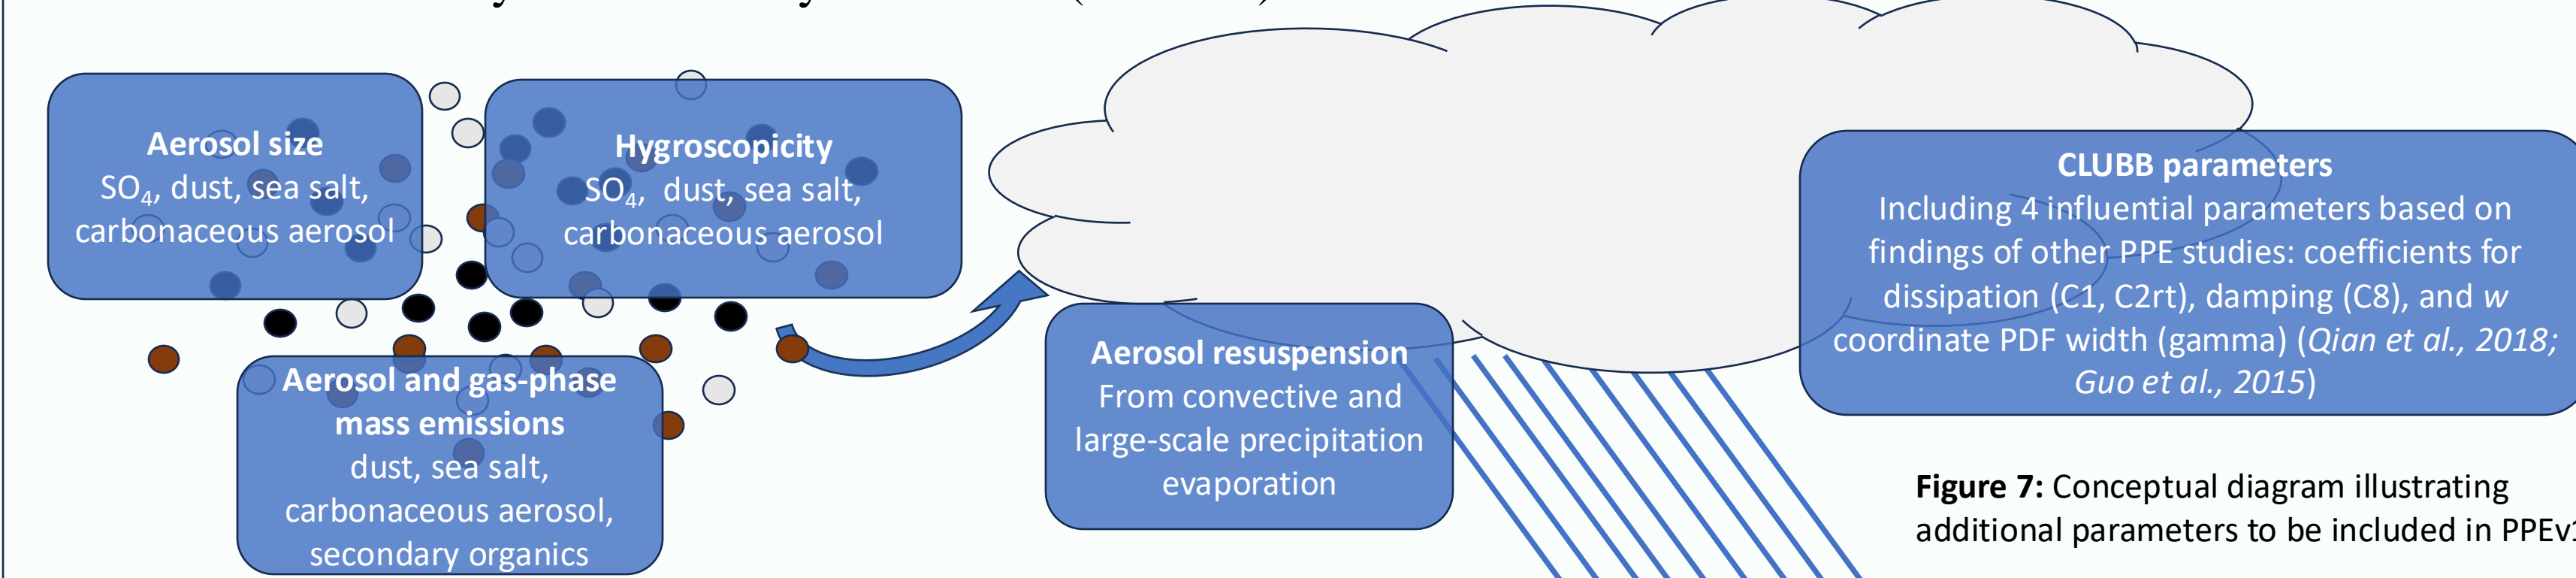 Aerosol size
SO₄, dust, sea salt,
carbonaceous aerosol
Hygroscopicity
SO₄, dust, sea salt,
carbonaceous aerosol
Aerosol and gas-phase
mass emissions
dust, sea salt,
carbonaceous aerosol,
secondary organics
Aerosol resuspension
From convective and
large-scale precipitation
evaporation
CLUBB parameters
Including 4 influential parameters based on
findings of other PPE studies: coefficients for
dissipation (C1, C2rt), damping (C8), and w
coordinate PDF width (gamma) (Qian et al., 2018;
Guo et al., 2015)
Figure 7: Conceptual diagram illustrating
additional parameters to be included in